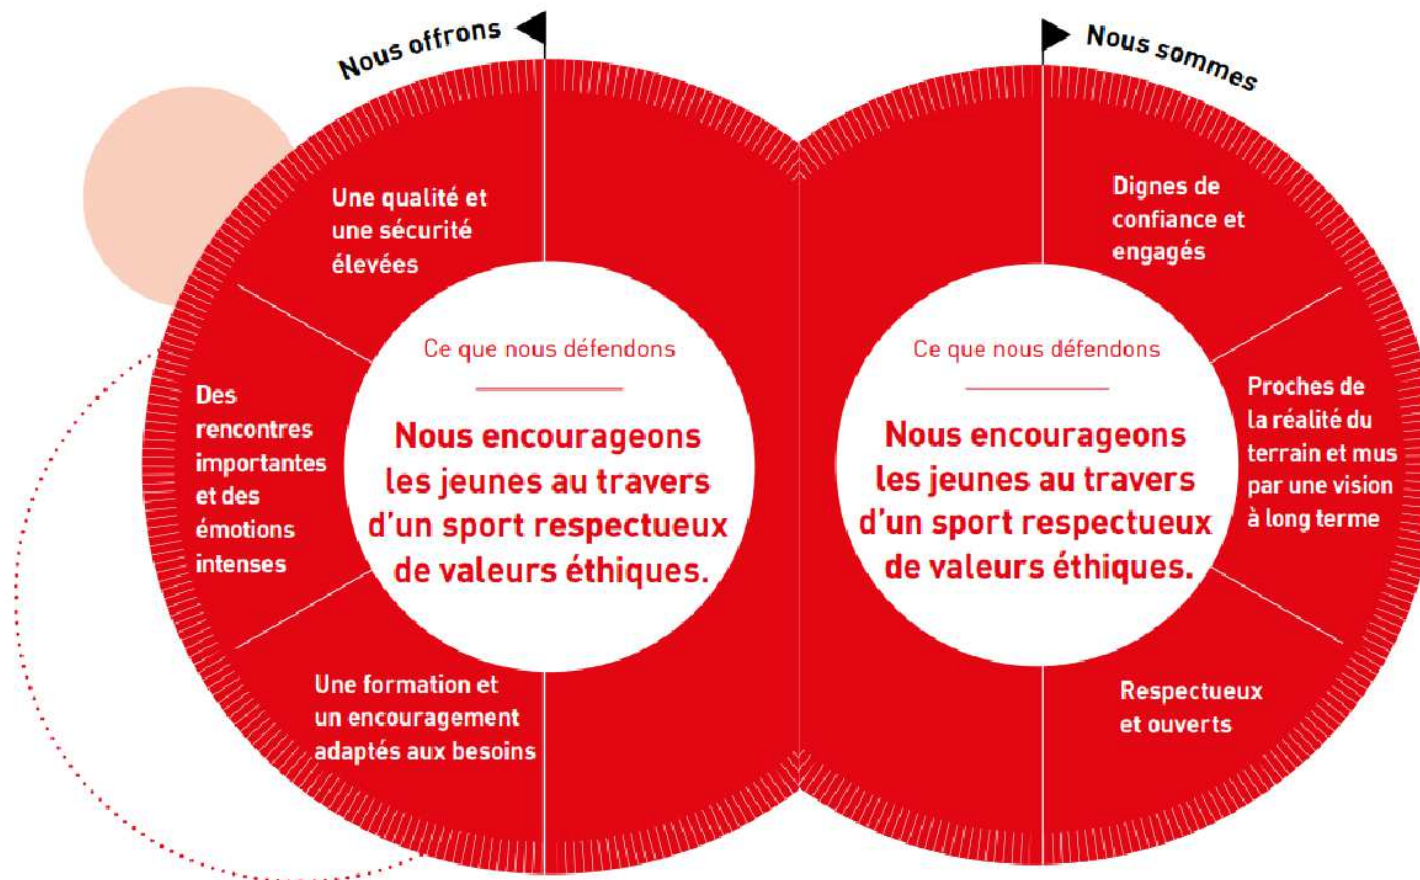 Nous offrons
Une qualité et
une sécurité
élevées
Des
rencontres
importantes
et des
émotions
intenses
Une formation et
un encouragement
adaptés aux besoins
Ce que nous défendons
Nous encourageons
les jeunes au travers
d'un sport respectueux
de valeurs éthiques.
Nous sommes
Ce que nous défendons
Nous encourageons
les jeunes au travers
d'un sport respectueux
de valeurs éthiques.
Dignes de
confiance et
engagés
Proches de
la réalité du
terrain et mus
par une vision
à long terme
Respectueux
et ouverts